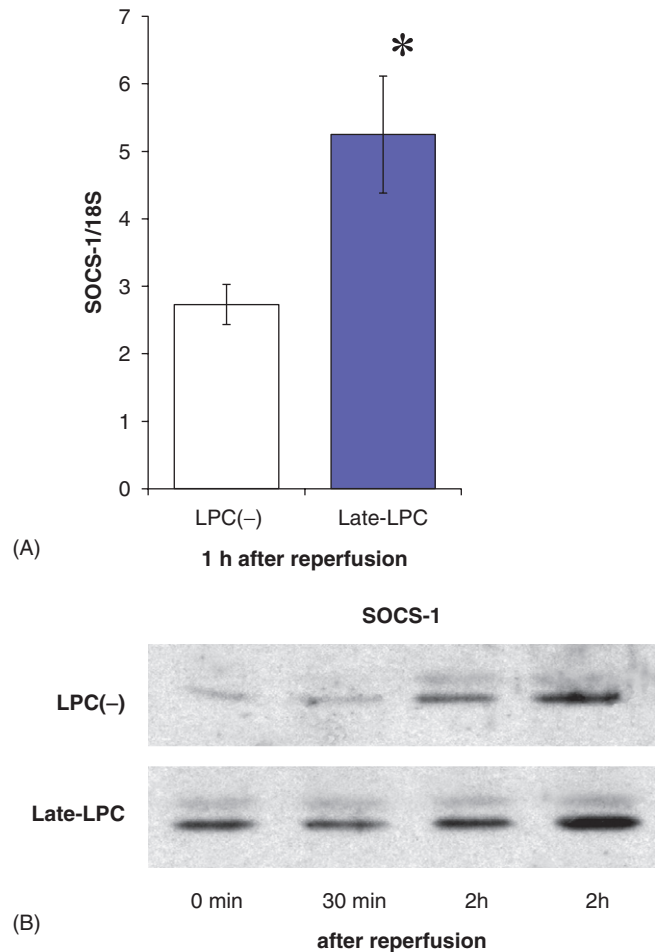 7
6
5
4
3
2
1
0
SOCS-1/18S
*
LPC(–) Late-LPC
(A) 1 h after reperfusion
SOCS-1
LPC(–)
Late-LPC
0 min 30 min 2h 2h
(B) after reperfusion